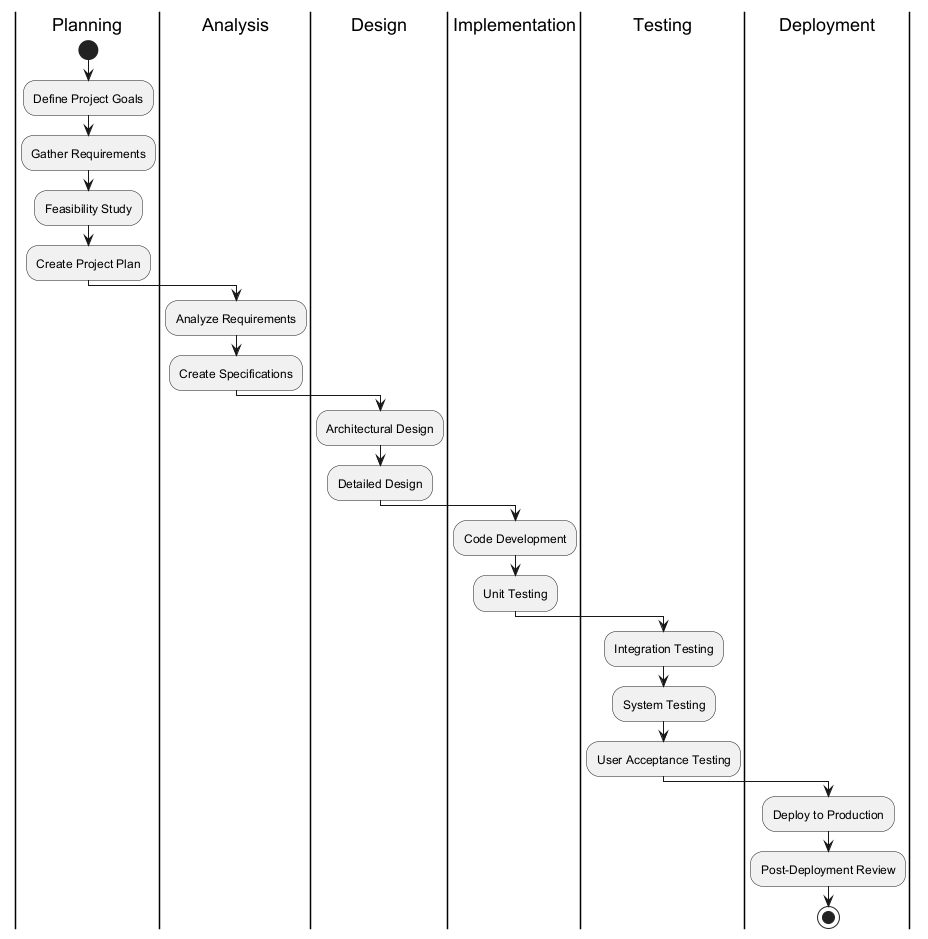 Planning
Analysis
Design
Implementation
Testing
Deployment
Define Project Goals
Gather Requirements
Feasibility Study
Create Project Plan
Analyze Requirements
Create Specifications
Architectural Design
Detailed Design
Code Development
Unit Testing
Integration Testing
System Testing
User Acceptance Testing
Deploy to Production
Post-Deployment Review